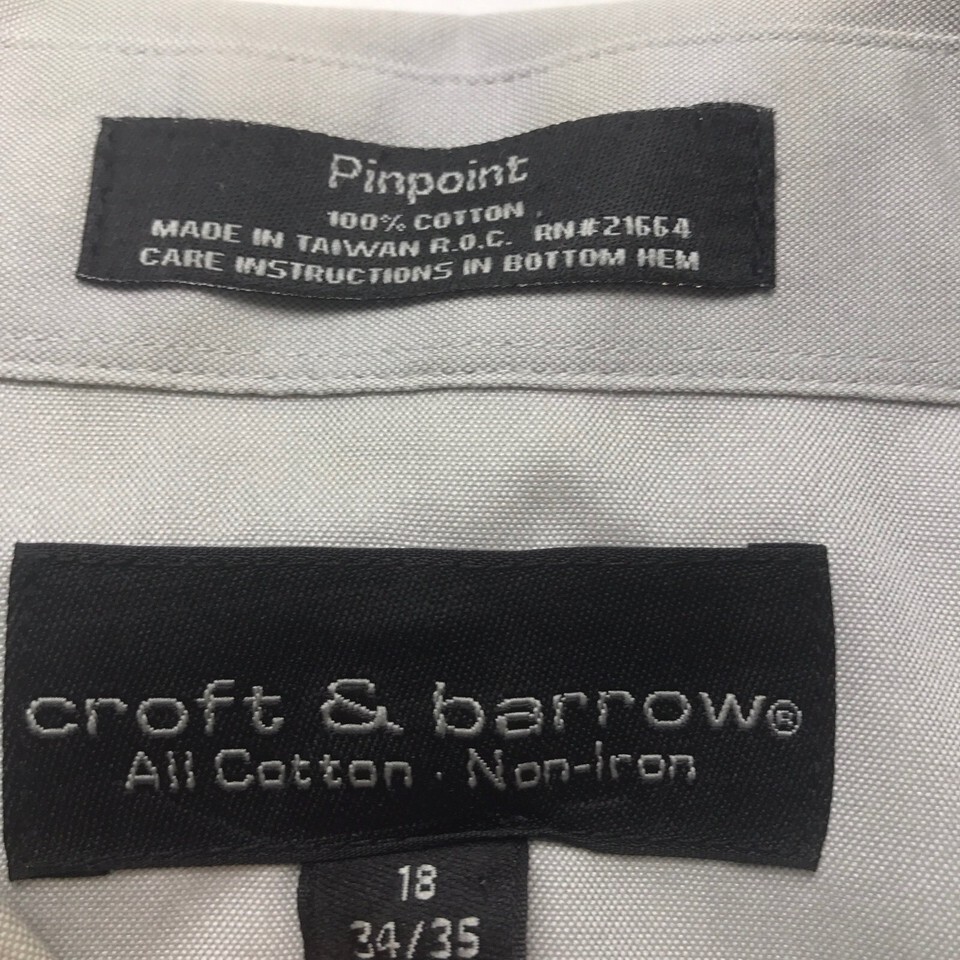 Pinpoint
100% COTTON
MADE IN TAIWAN R.O.C. RN#21664
CARE INSTRUCTIONS IN BOTTOM HEM
croft & barrow®
All Cotton · Non-Iron
18
34/35